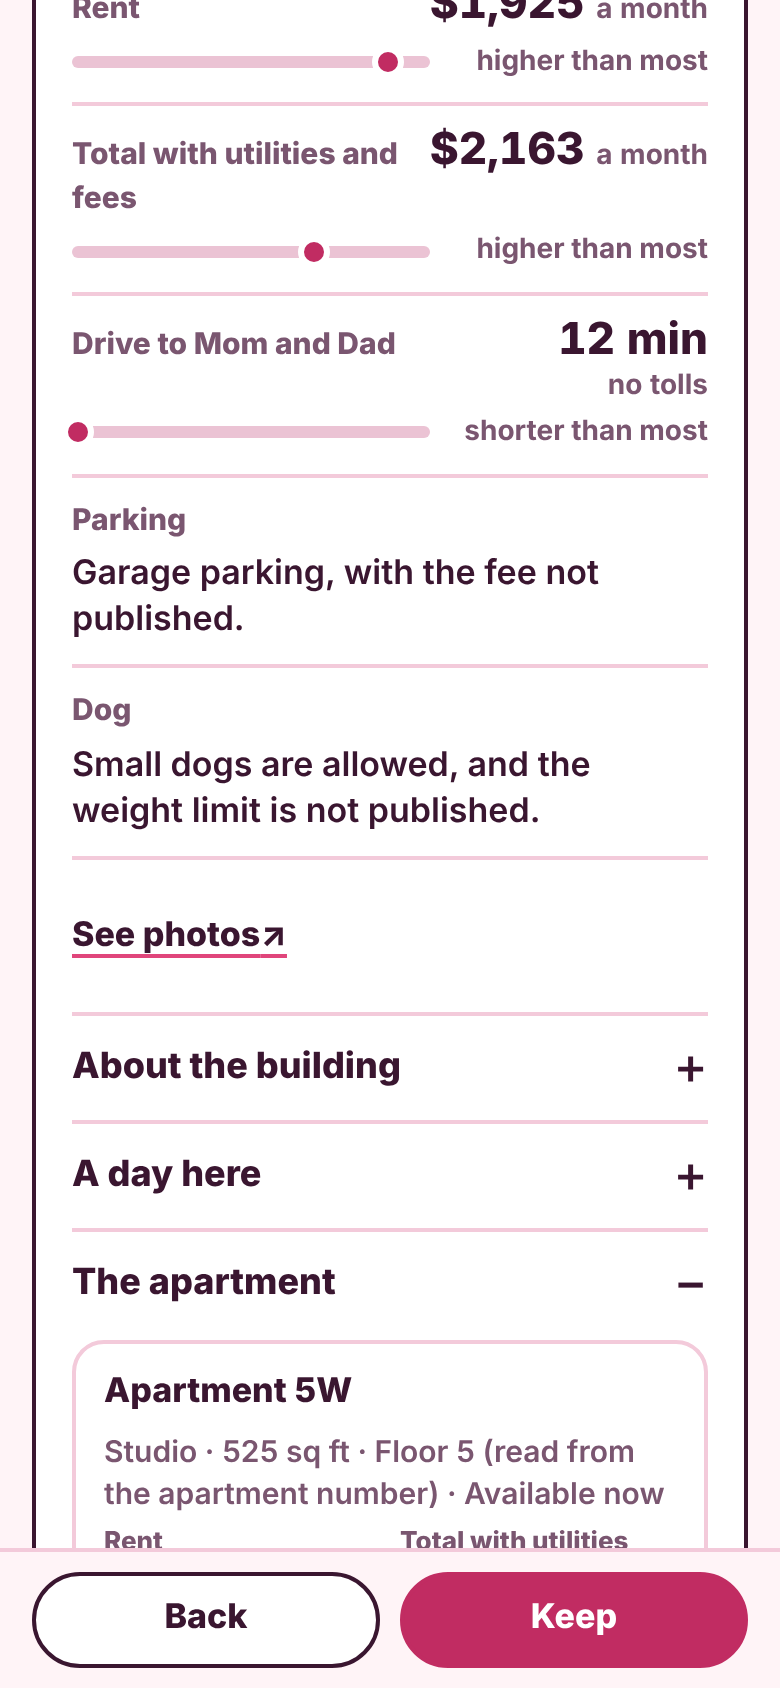 Rent $1,925 a month
higher than most
Total with utilities and $2,163 a month
fees
higher than most
Drive to Mom and Dad 12 min
no tolls
shorter than most
Parking
Garage parking, with the fee not
published.
Dog
Small dogs are allowed, and the
weight limit is not published.
See photos↗
About the building +
A day here +
The apartment −
Apartment 5W
Studio · 525 sq ft · Floor 5 (read from
the apartment number) · Available now
Rent Total with utilities
Back Keep